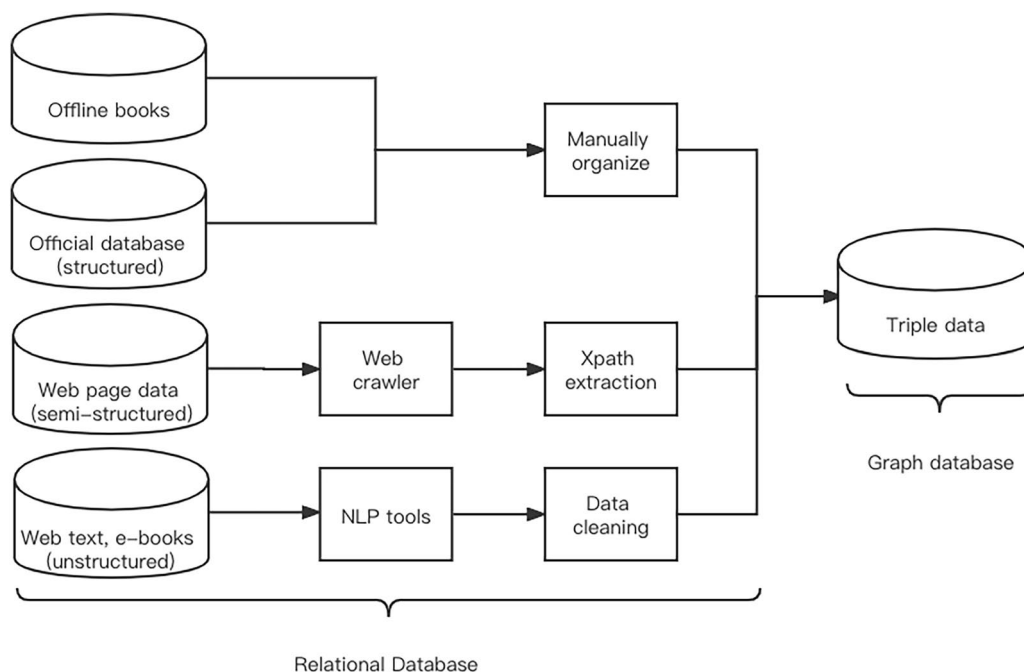 Offline books
Manually
organize
Official database
(structured)
Triple data
Web page data
(semi-structured)
Web
crawler
Xpath
extraction
Graph database
Web text, e-books
(unstructured)
NLP tools
Data
cleaning
Relational Database